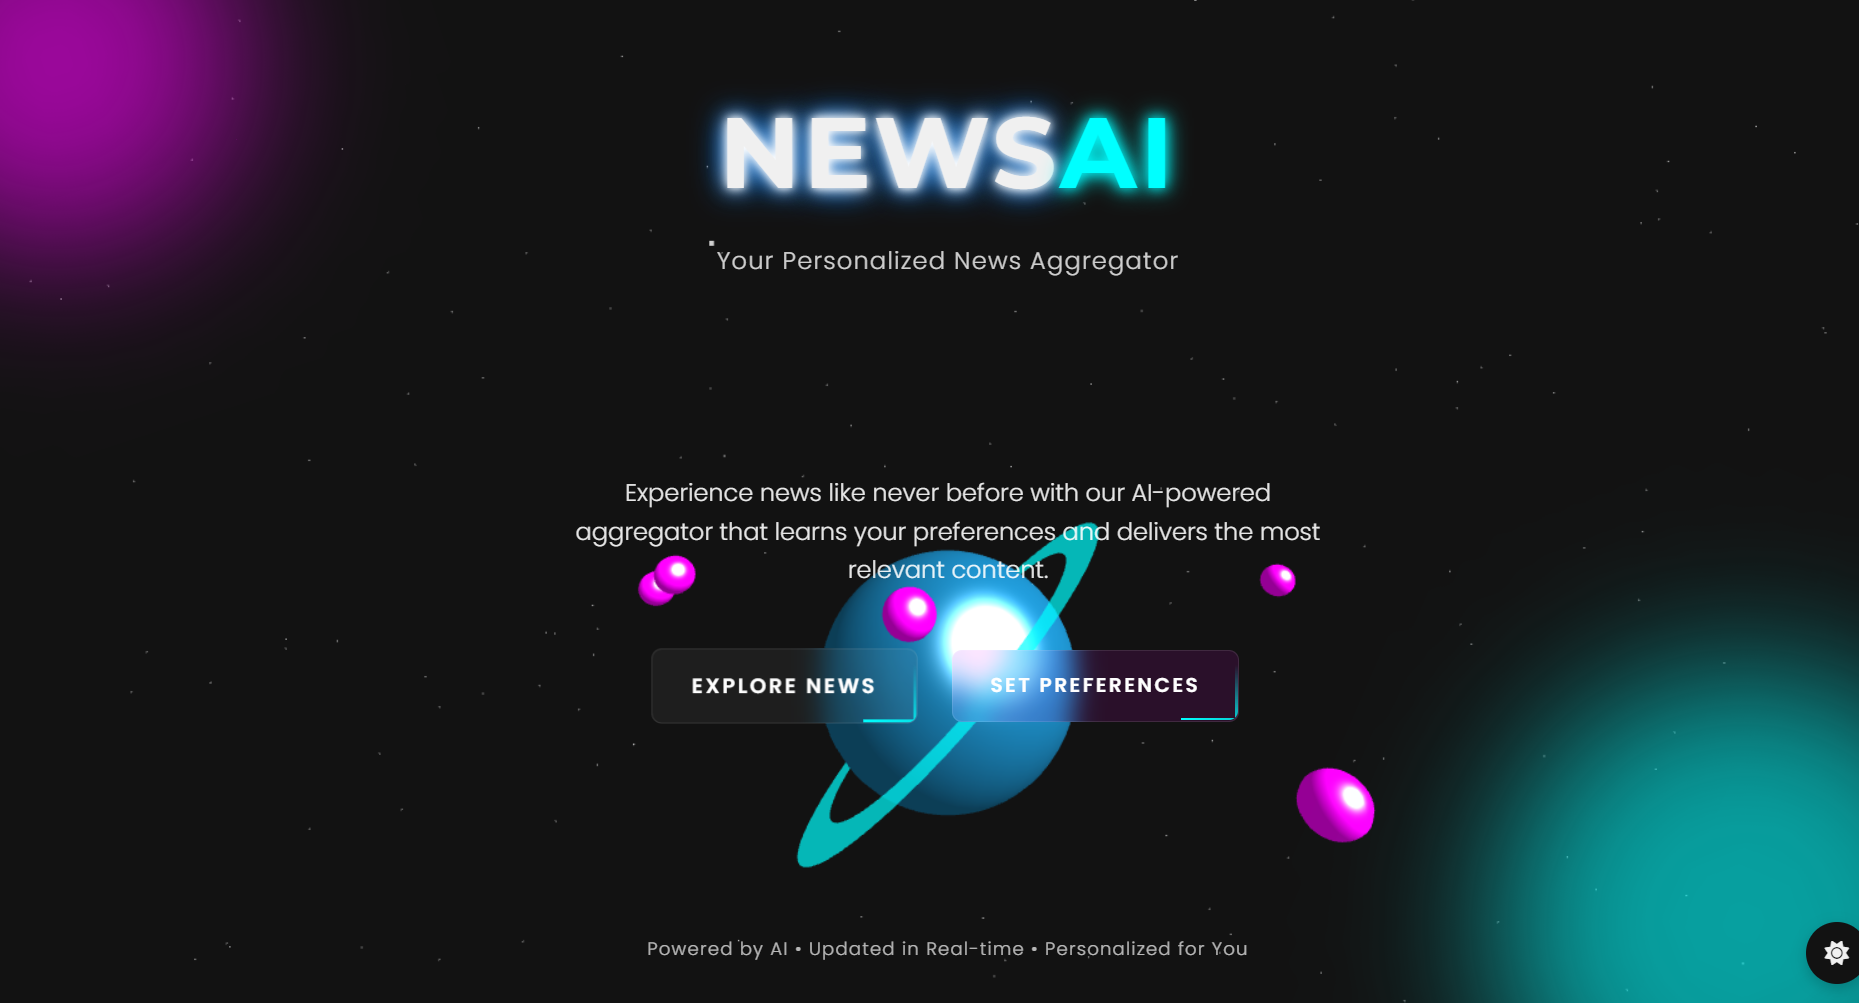 NEWSAI
Your Personalized News Aggregator
Experience news like never before with our AI-powered
aggregator that learns your preferences and delivers the most
relevant content.
EXPLORE NEWS
SET PREFERENCES
Powered by AI • Updated in Real-time • Personalized for You